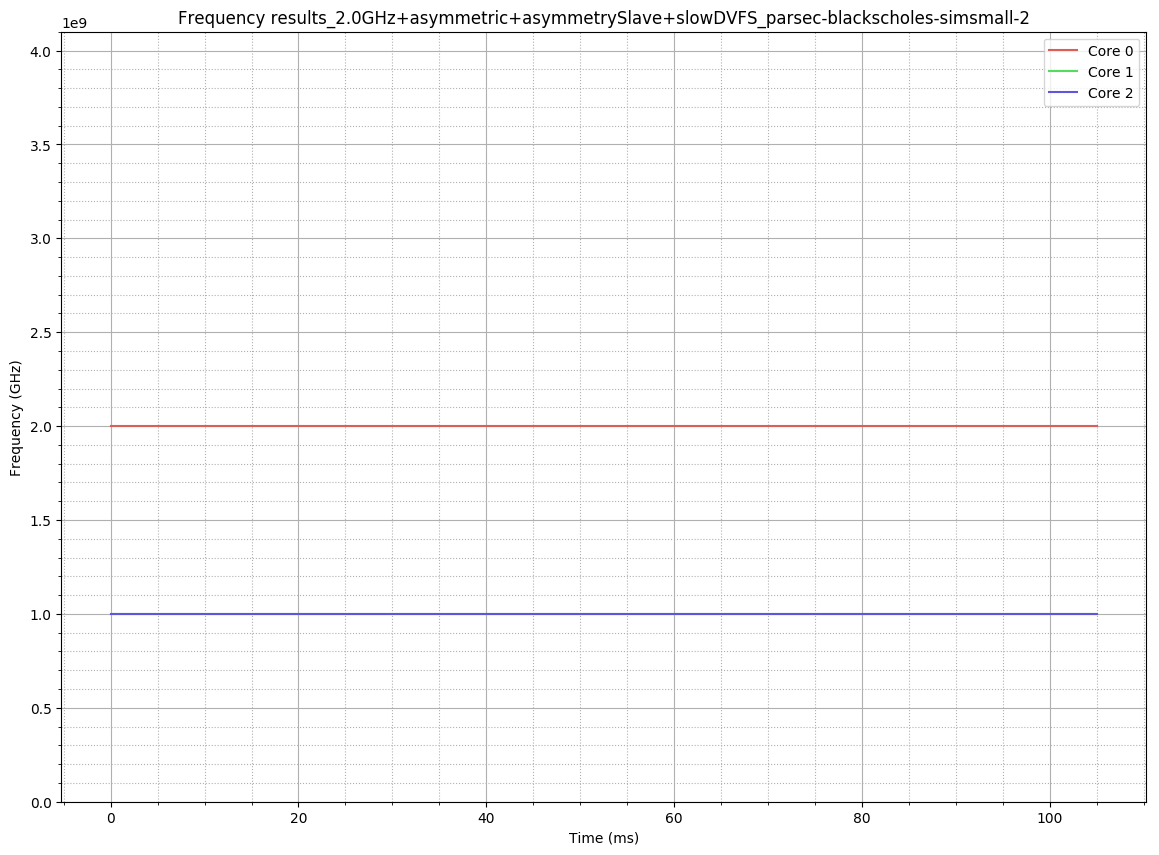 Frequency results_2.0GHz+asymmetric+asymmetrySlave+slowDVFS_parsec-blackscholes-simsmall-2
1e9
Core 0
Core 1
Core 2
4.0
3.5
3.0
2.5
2.0
1.5
1.0
0.5
0.0
Frequency (GHz)
0 20 40 60 80 100
Time (ms)